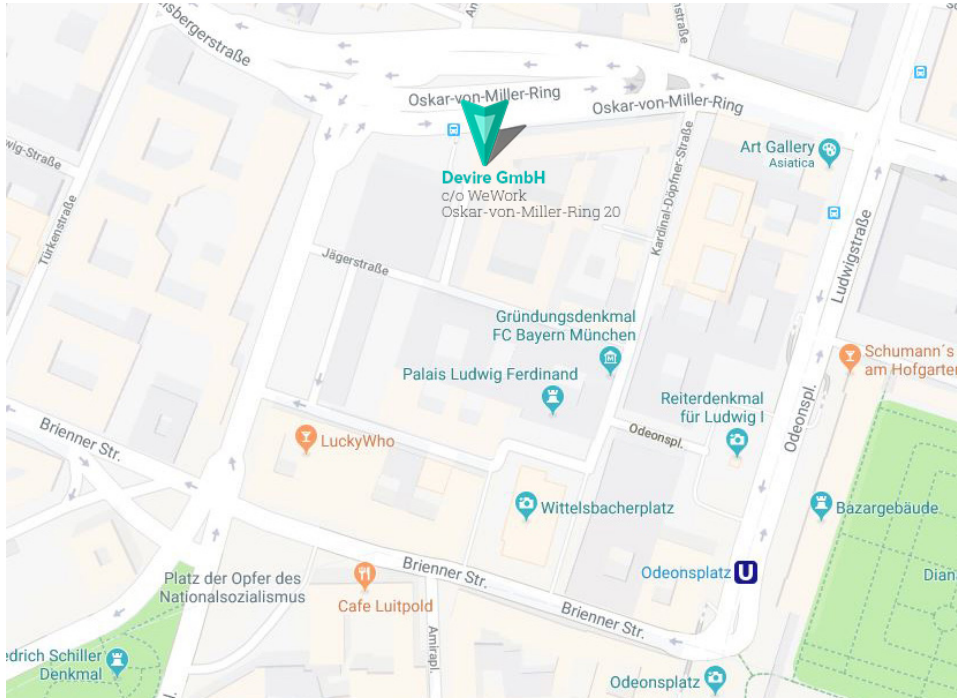 lsbergerstraße
Oskar-von-Miller-Ring
Oskar-von-Miller-Ring
Art Gallery
Asiatica
Devire GmbH
c/o WeWork
Oskar-von-Miller-Ring 20
wig-Straße
Türkenstraße
Kardinal-Döpfner-Straße
Ludwigstraße
Jägerstraße
Gründungsdenkmal
FC Bayern München
Schumann´s
am Hofgarten
Palais Ludwig Ferdinand
Reiterdenkmal
für Ludwig I
Odeonspl.
Odeonspl.
LuckyWho
Brienner Str.
Wittelsbacherplatz
Bazargebäude
Brienner Str.
Odeonsplatz
U
Diana
Platz der Opfer des
Nationalsozialismus
Cafe Luitpold
Brienner Str.
Amirapl.
edrich Schiller
Denkmal
Odeonsplatz